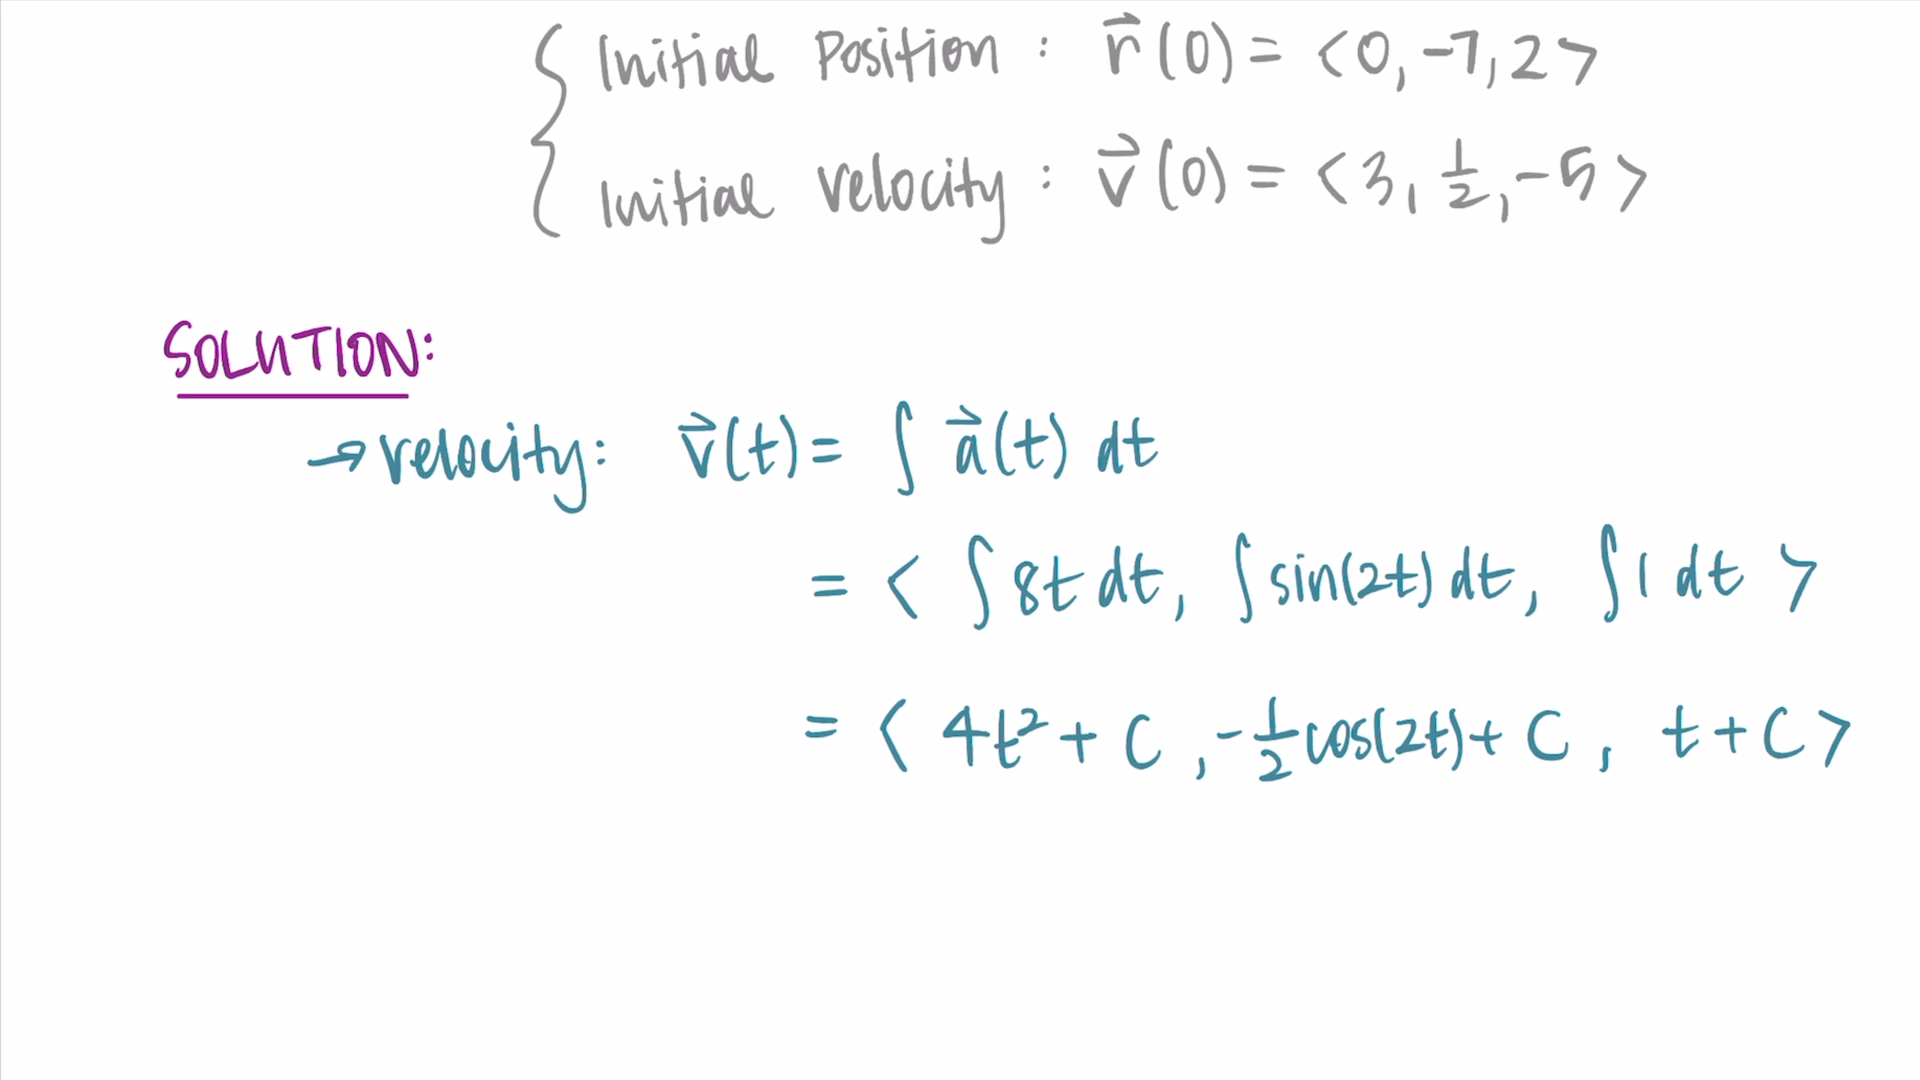 Initial Position : r⃗(0) = <0, -7, 2>
Initial velocity : v⃗(0) = <3, 1/2, -5>
SOLUTION:
→ velocity: v⃗(t) = ∫ a⃗(t) dt
= < ∫ 8t dt, ∫ sin(2t) dt, ∫ 1 dt >
= < 4t² + C, -1/2 cos(2t) + C, t + C >